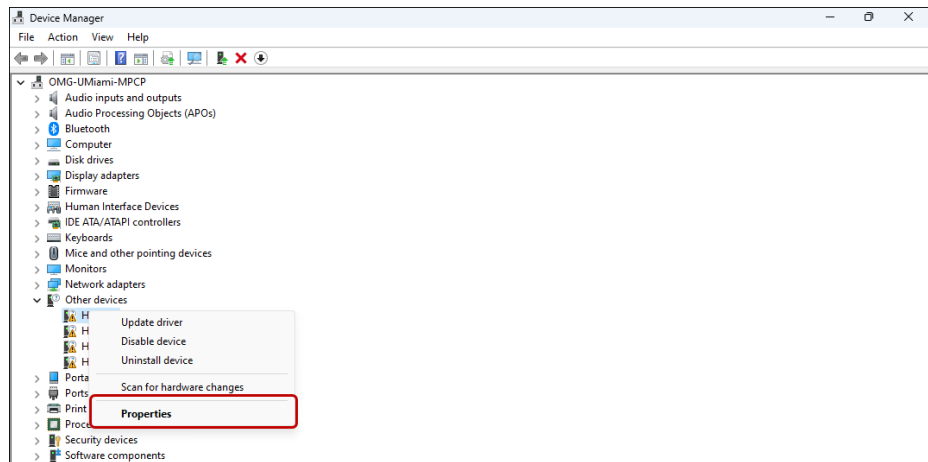 Device Manager
File Action View Help
OMG-UMiami-MPCP
Audio inputs and outputs
Audio Processing Objects (APOs)
Bluetooth
Computer
Disk drives
Display adapters
Firmware
Human Interface Devices
IDE ATA/ATAPI controllers
Keyboards
Mice and other pointing devices
Monitors
Network adapters
Other devices
H
Update driver
H
Disable device
H
Uninstall device
H
Porta
Scan for hardware changes
Ports
Print
Properties
Proce
Security devices
Software components